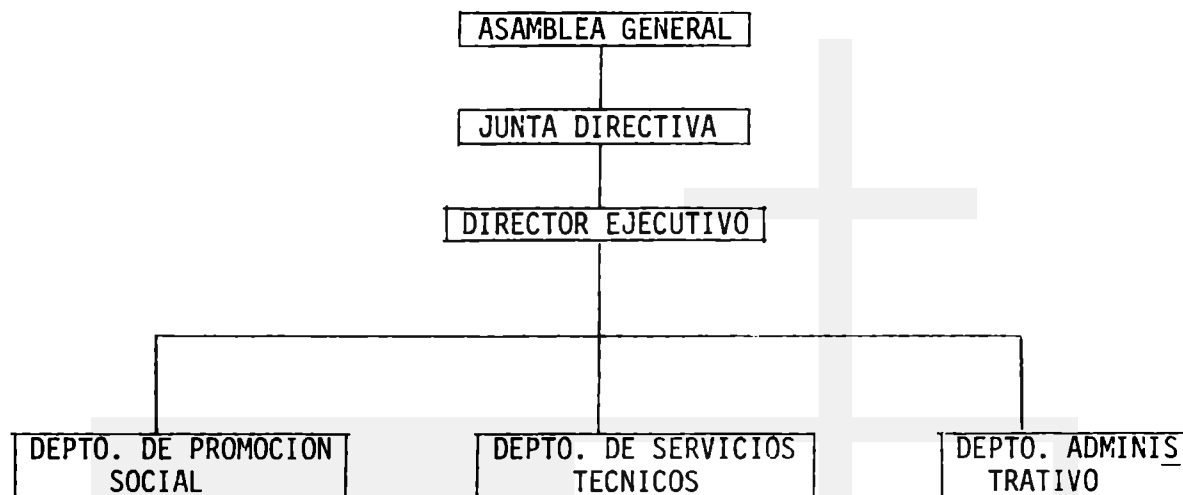 ASAMBLEA GENERAL
JUNTA DIRECTIVA
DIRECTOR EJECUTIVO
DEPTO. DE PROMOCION
SOCIAL
DEPTO. DE SERVICIOS
TECNICOS
DEPTO. ADMINIS
TRATIVO